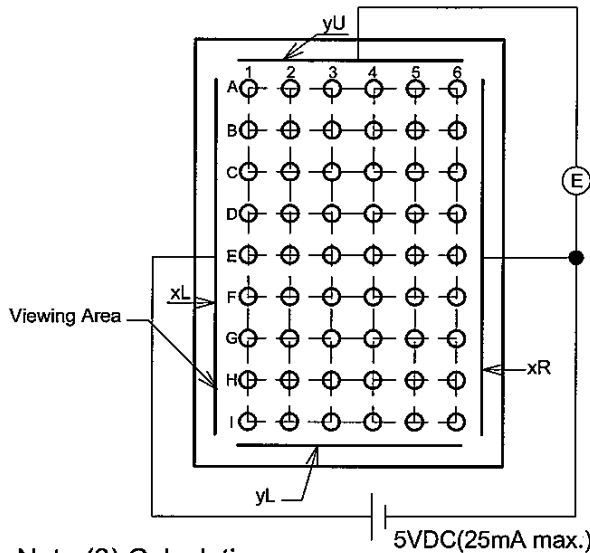 yU
1 2 3 4 5 6
A
B
C
D
E
E
F
xL
Viewing Area
G
H
xR
I
yL
5VDC(25mA max.)